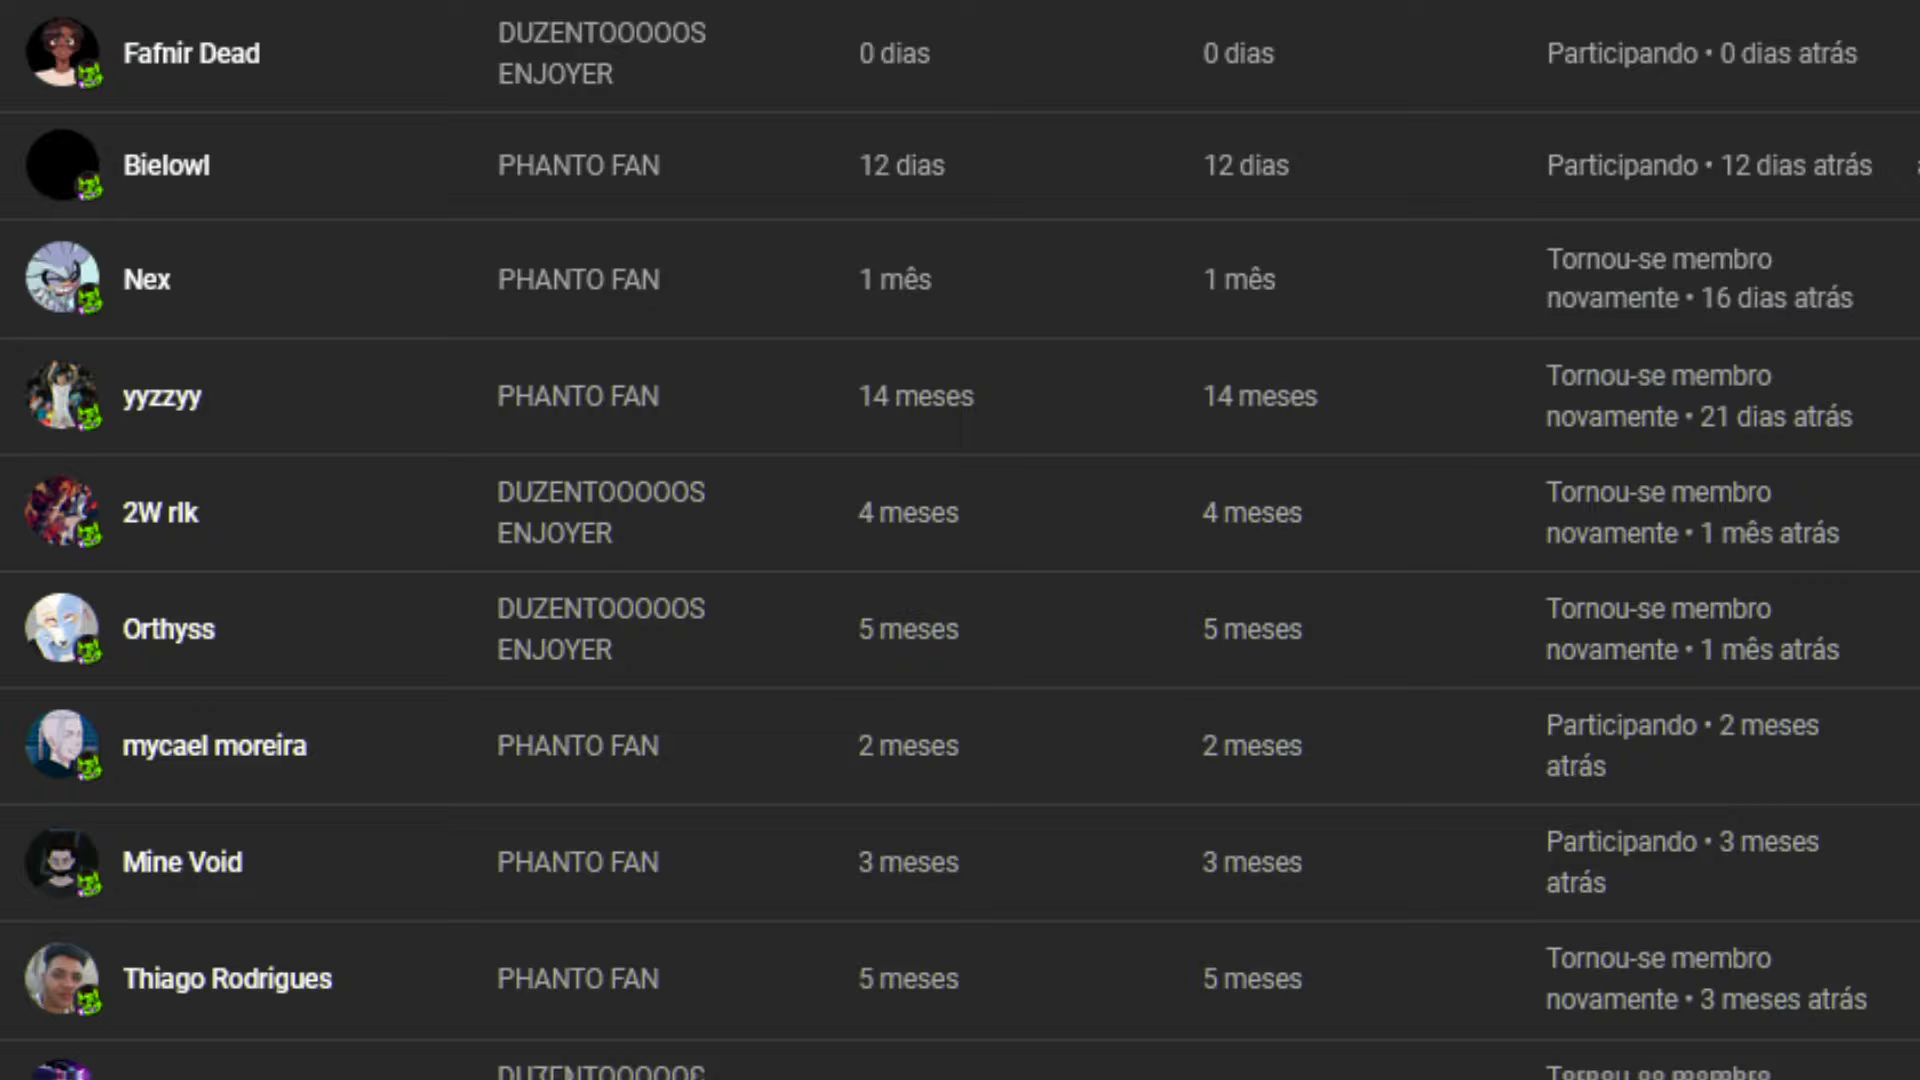 Fafnir Dead
DUZENTOOOOOS
ENJOYER
0 dias
0 dias
Participando • 0 dias atrás
Bielowl
PHANTO FAN
12 dias
12 dias
Participando • 12 dias atrás
Nex
PHANTO FAN
1 mês
1 mês
Tornou-se membro
novamente • 16 dias atrás
yyzzyy
PHANTO FAN
14 meses
14 meses
Tornou-se membro
novamente • 21 dias atrás
2W rlk
DUZENTOOOOOS
ENJOYER
4 meses
4 meses
Tornou-se membro
novamente • 1 mês atrás
Orthyss
DUZENTOOOOOS
ENJOYER
5 meses
5 meses
Tornou-se membro
novamente • 1 mês atrás
mycael moreira
PHANTO FAN
2 meses
2 meses
Participando • 2 meses
atrás
Mine Void
PHANTO FAN
3 meses
3 meses
Participando • 3 meses
atrás
Thiago Rodrigues
PHANTO FAN
5 meses
5 meses
Tornou-se membro
novamente • 3 meses atrás
DUZENTOOOOOS
Tornou-se membro